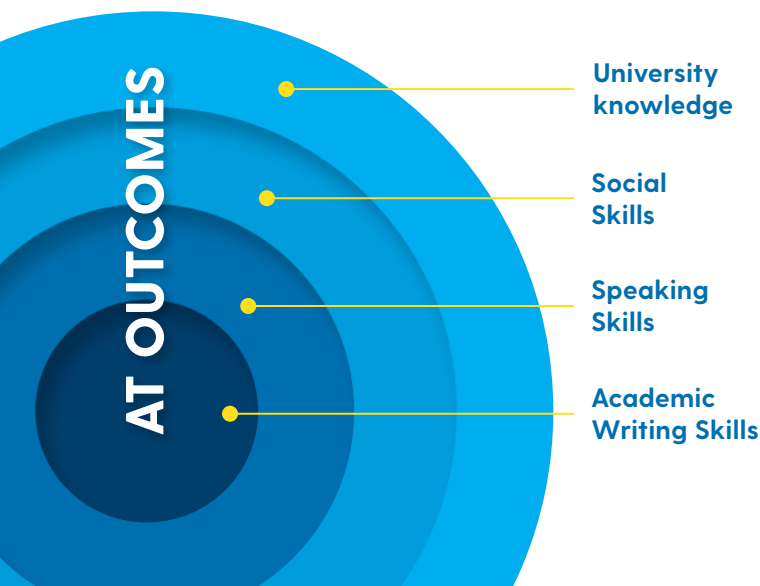 AT OUTCOMES
University
knowledge
Social
Skills
Speaking
Skills
Academic
Writing Skills